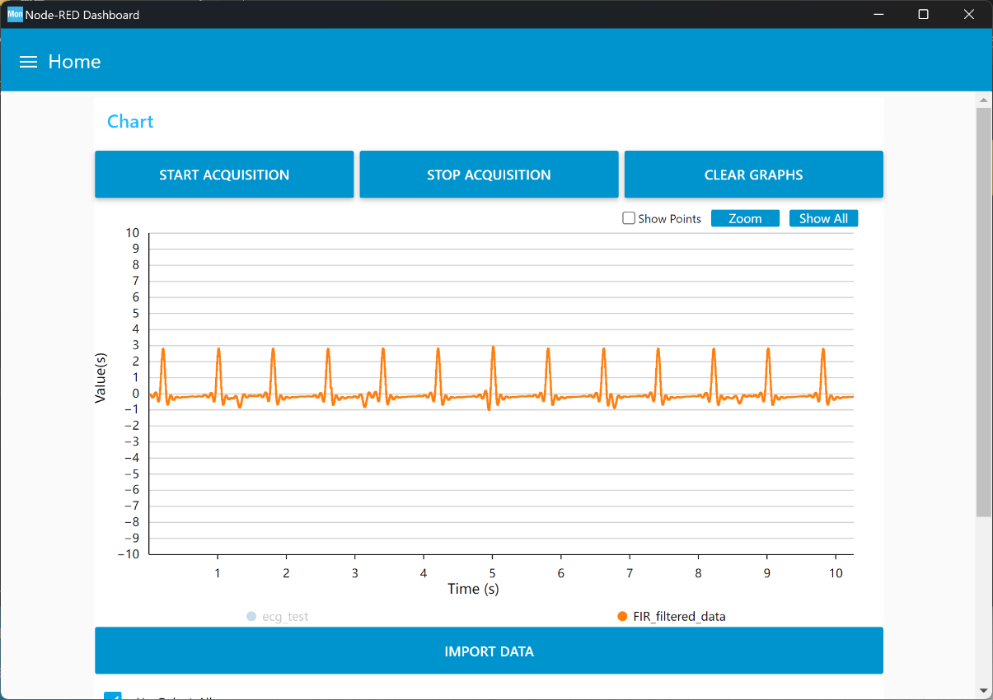 Mon Node-RED Dashboard
Home
Chart
START ACQUISITION STOP ACQUISITION CLEAR GRAPHS
Show Points Zoom Show All
10
9
8
7
6
5
4
3
2
1
0
−1
−2
−3
−4
−5
−6
−7
−8
−9
−10
Value(s)
1 2 3 4 5 6 7 8 9 10
Time (s)
ecg_test FIR_filtered_data
IMPORT DATA